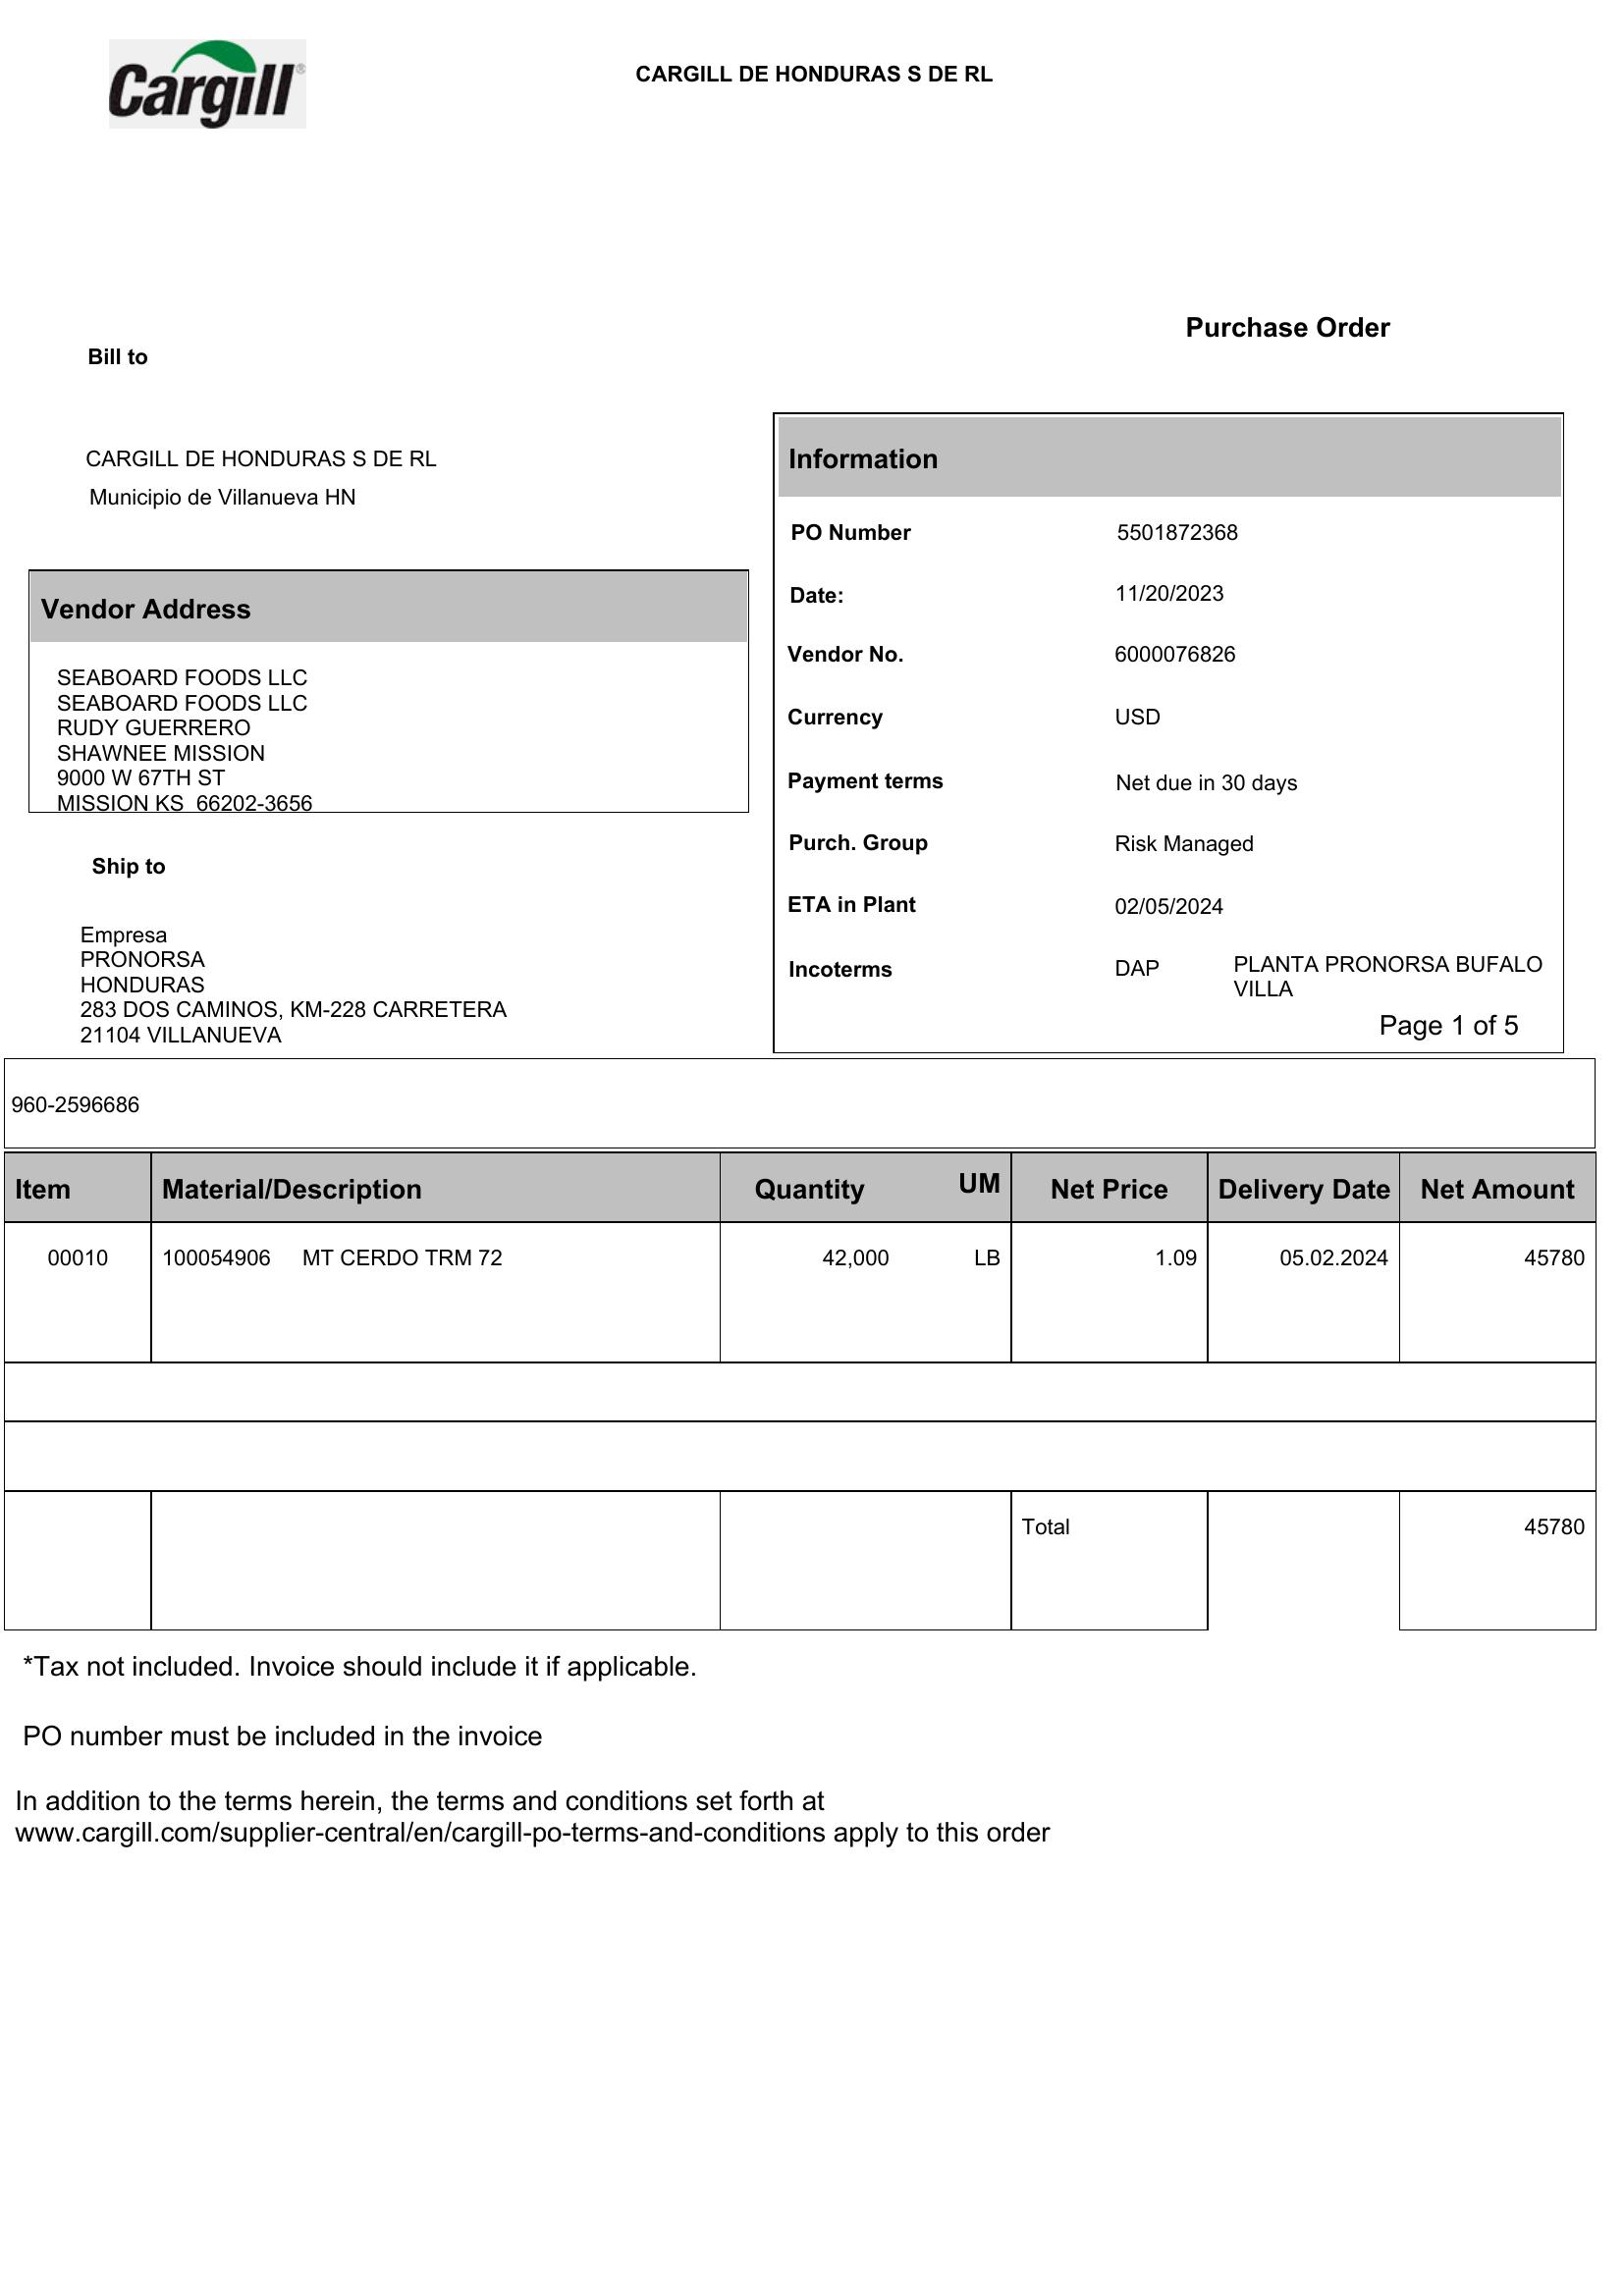 Cargill®
CARGILL DE HONDURAS S DE RL
Purchase Order
Bill to
CARGILL DE HONDURAS S DE RL
Municipio de Villanueva HN
Vendor Address
SEABOARD FOODS LLC
SEABOARD FOODS LLC
RUDY GUERRERO
SHAWNEE MISSION
9000 W 67TH ST
MISSION KS 66202-3656
Ship to
Empresa
PRONORSA
HONDURAS
283 DOS CAMINOS, KM-228 CARRETERA
21104 VILLANUEVA
Information
PO Number 5501872368
Date: 11/20/2023
Vendor No. 6000076826
Currency USD
Payment terms Net due in 30 days
Purch. Group Risk Managed
ETA in Plant 02/05/2024
Incoterms DAP PLANTA PRONORSA BUFALO
VILLA
Page 1 of 5
960-2596686
Item Material/Description Quantity UM Net Price Delivery Date Net Amount
00010 100054906 MT CERDO TRM 72 42,000 LB 1.09 05.02.2024 45780
Total 45780
*Tax not included. Invoice should include it if applicable.
PO number must be included in the invoice
In addition to the terms herein, the terms and conditions set forth at
www.cargill.com/supplier-central/en/cargill-po-terms-and-conditions apply to this order